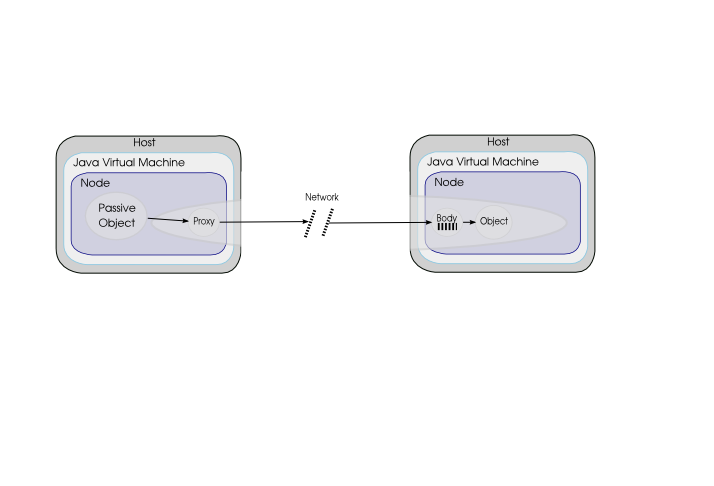 Host
Java Virtual Machine
Node
Passive
Object
Proxy
Network
Host
Java Virtual Machine
Node
Body
Object